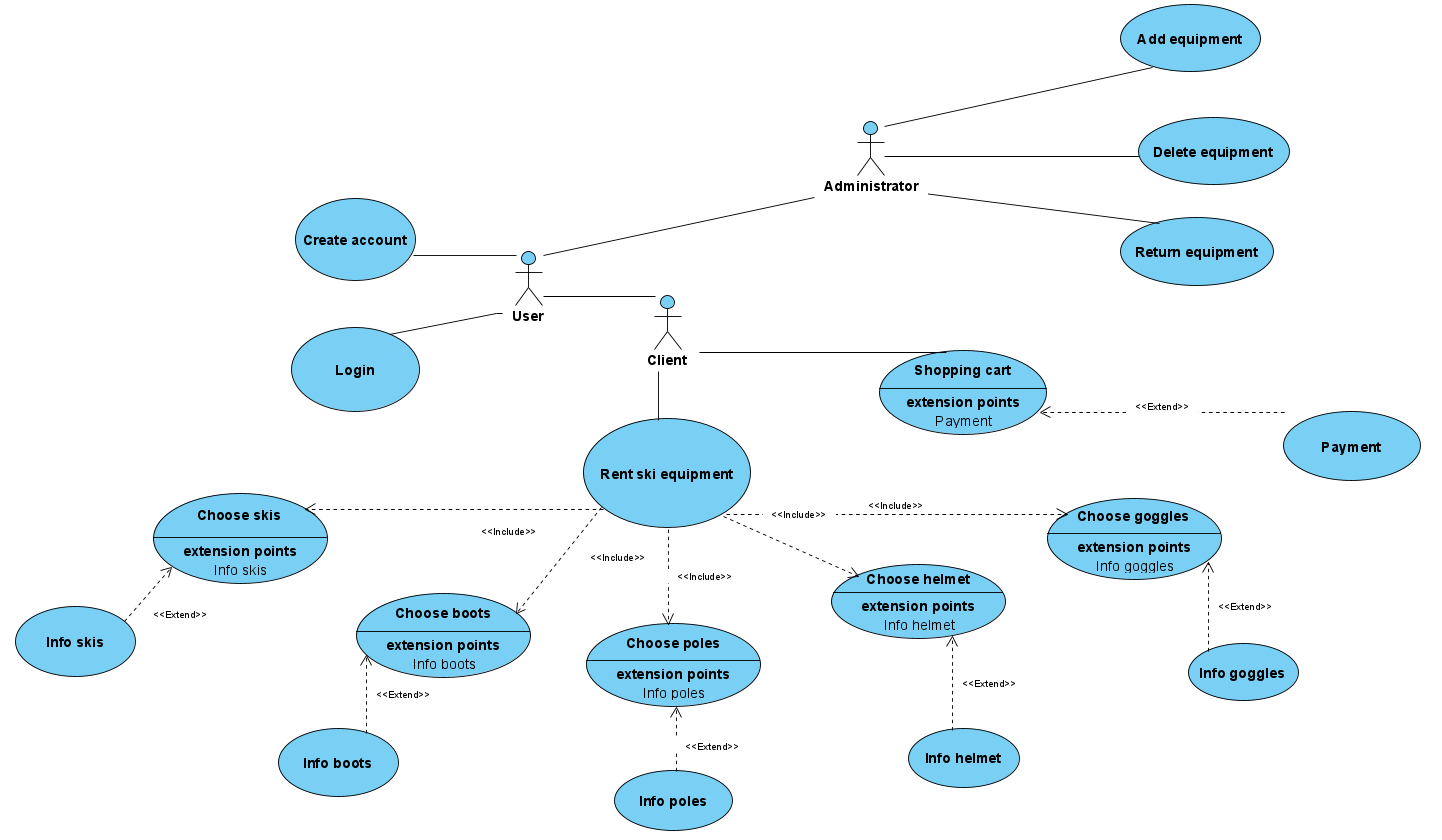 Add equipment
Delete equipment
Administrator
Return equipment
Create account
User
Login
Client
Shopping cart
extension points
Payment
<<Extend>>
Payment
Rent ski equipment
<<Include>>
<<Include>>
<<Include>>
<<Include>>
<<Include>>
Choose skis
extension points
Info skis
<<Extend>>
Info skis
Choose boots
extension points
Info boots
<<Extend>>
Info boots
Choose poles
extension points
Info poles
<<Extend>>
Info poles
Choose helmet
extension points
Info helmet
<<Extend>>
Info helmet
Choose goggles
extension points
Info goggles
<<Extend>>
Info goggles